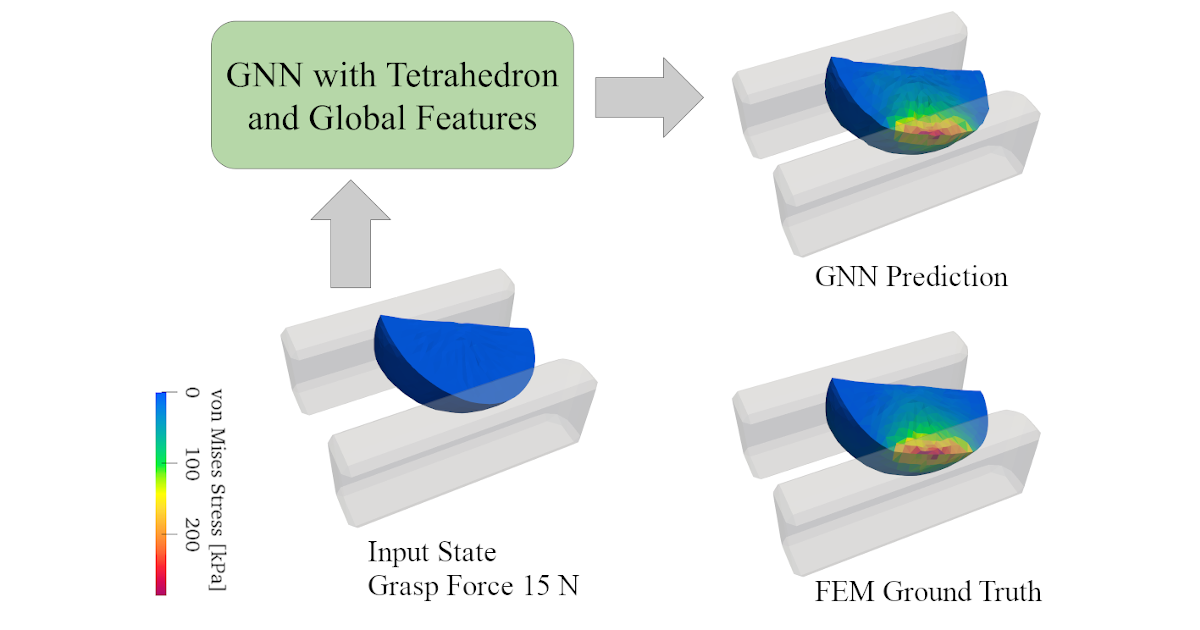 GNN with Tetrahedron
and Global Features
GNN Prediction
0
100
200
von Mises Stress [kPa]
Input State
Grasp Force 15 N
FEM Ground Truth